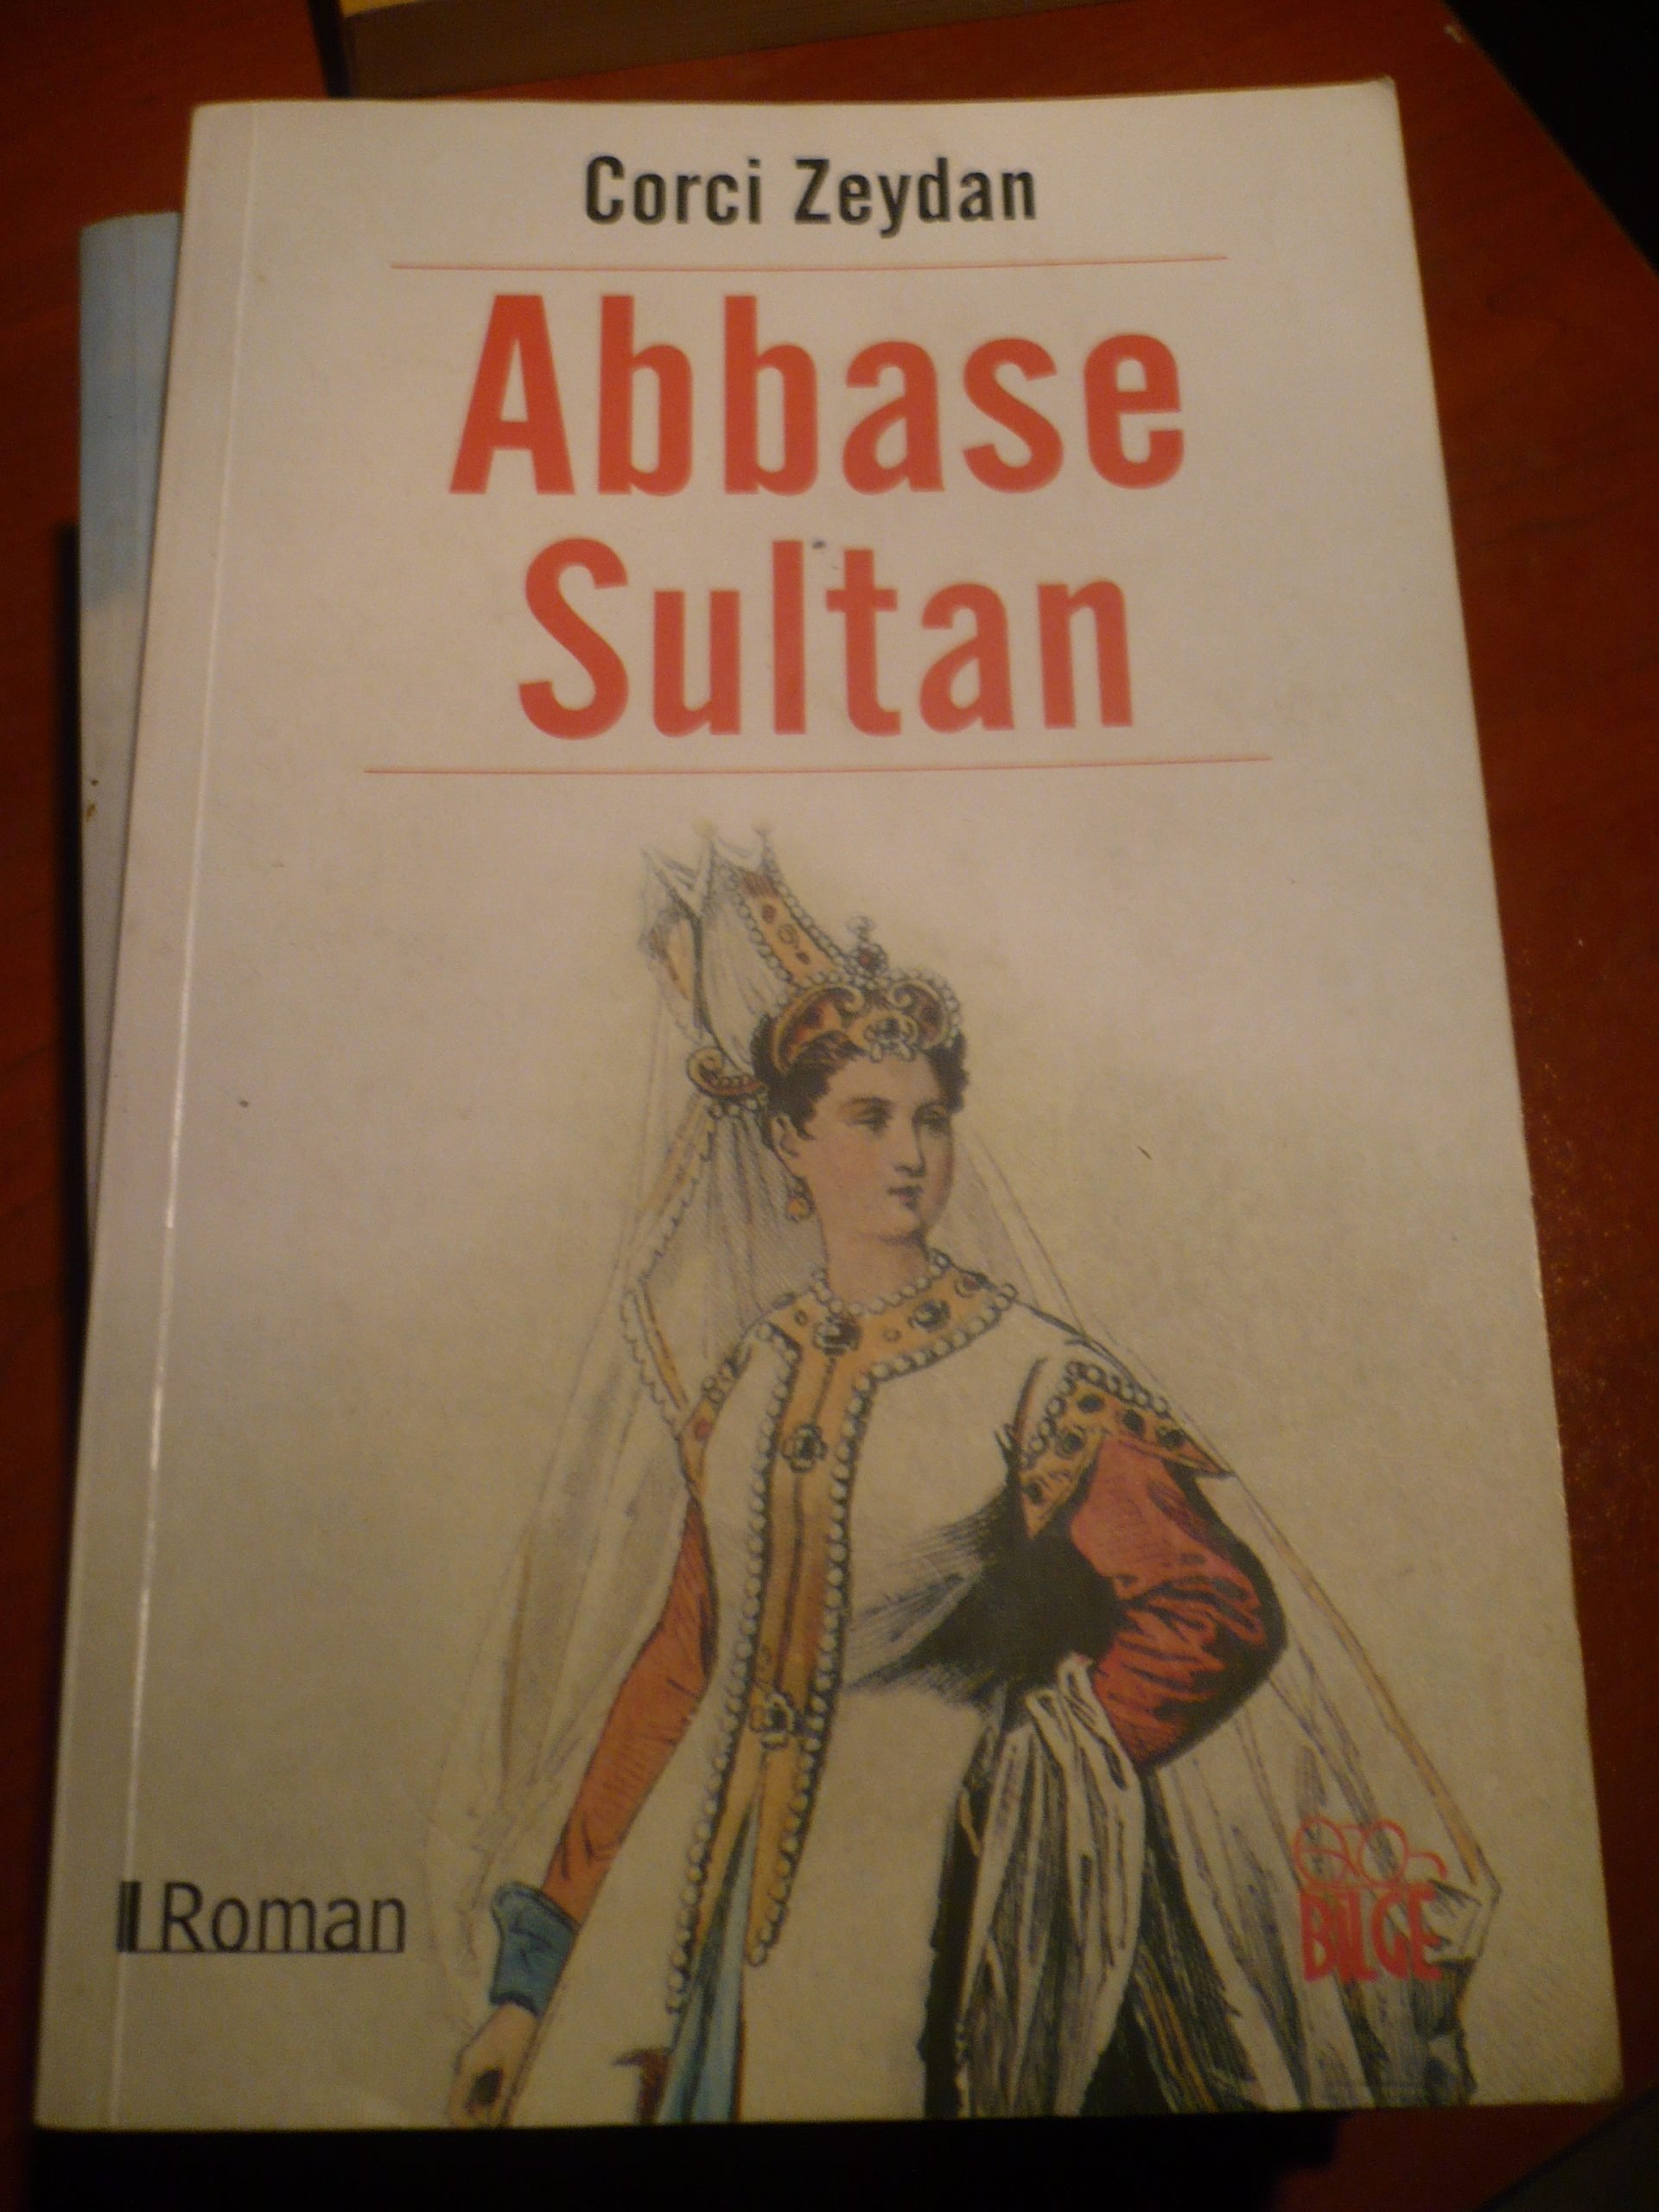 Corci Zeydan
Abbase
Sultan
Roman
BİLGE